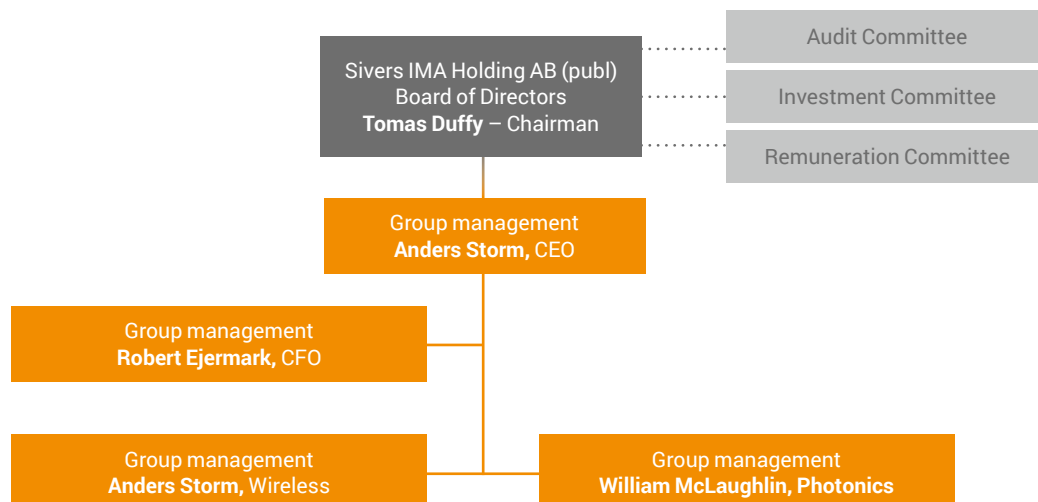 Sivers IMA Holding AB (publ)
Board of Directors
Tomas Duffy – Chairman
Audit Committee
Investment Committee
Remuneration Committee
Group management
Anders Storm, CEO
Group management
Robert Ejermark, CFO
Group management
Anders Storm, Wireless
Group management
William McLaughlin, Photonics